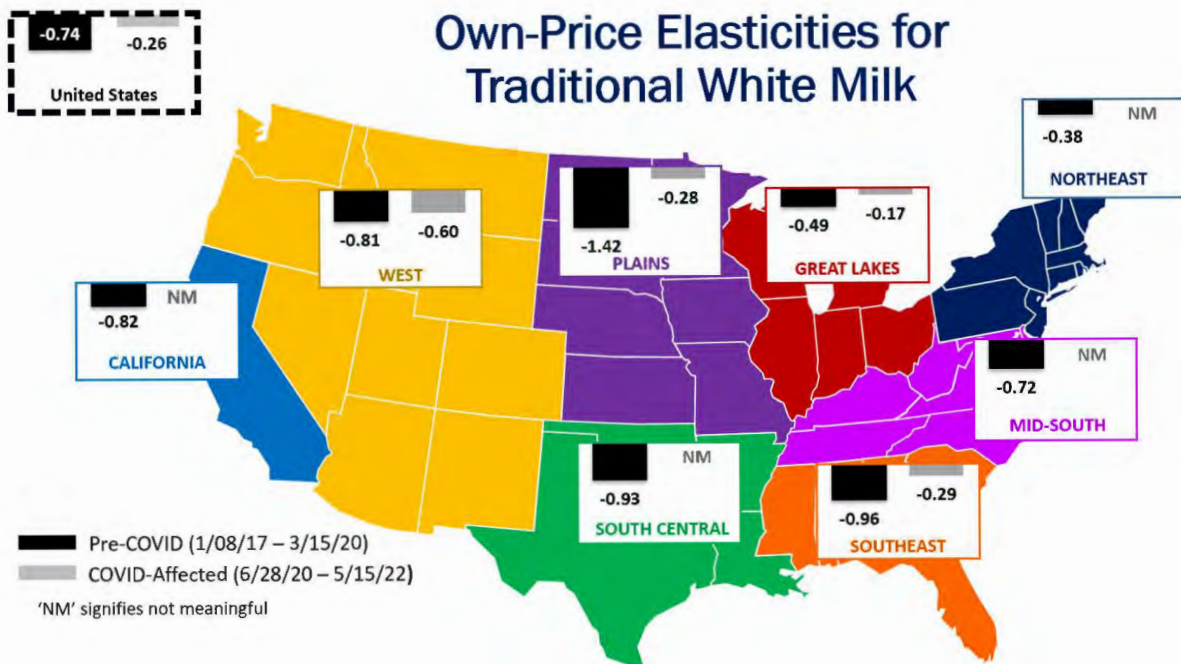 Own-Price Elasticities for
Traditional White Milk
-0.74
-0.26
United States
-0.38
NM
NORTHEAST
-0.81
-0.60
WEST
-1.42
-0.28
PLAINS
-0.49
-0.17
GREAT LAKES
-0.82
NM
CALIFORNIA
-0.72
NM
MID-SOUTH
-0.93
NM
SOUTH CENTRAL
-0.96
-0.29
SOUTHEAST
Pre-COVID (1/08/17 – 3/15/20)
COVID-Affected (6/28/20 – 5/15/22)
'NM' signifies not meaningful